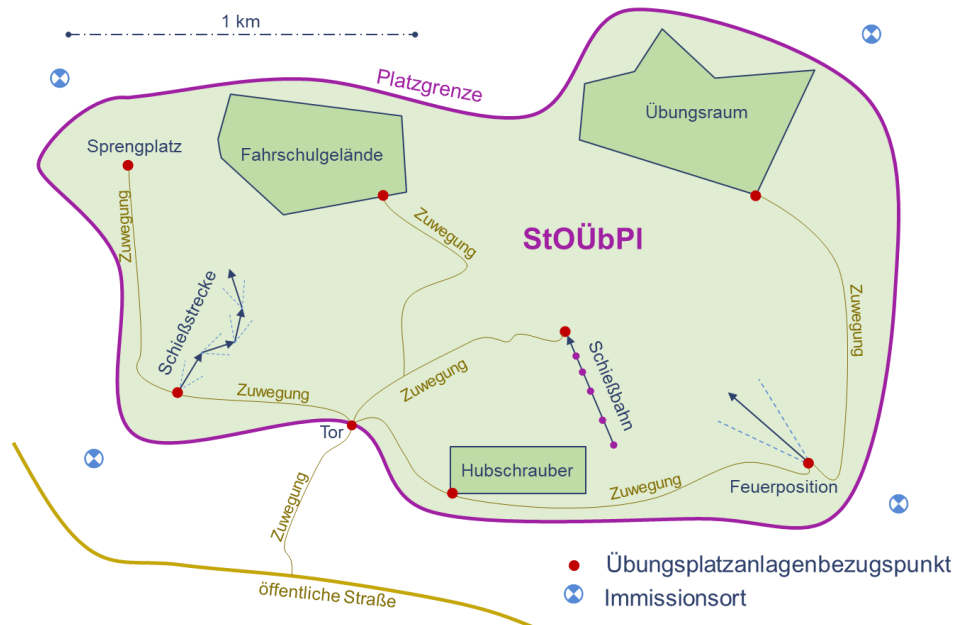 1 km
Platzgrenze
Übungsraum
Sprengplatz
Fahrschulgelände
Zuwegung
Zuwegung
StOÜbPl
Schießstrecke
Zuwegung
Schießbahn
Zuwegung
Zuwegung
Tor
Hubschrauber
Zuwegung
Feuerposition
Zuwegung
öffentliche Straße
Übungsplatzanlagenbezugspunkt
Immissionsort